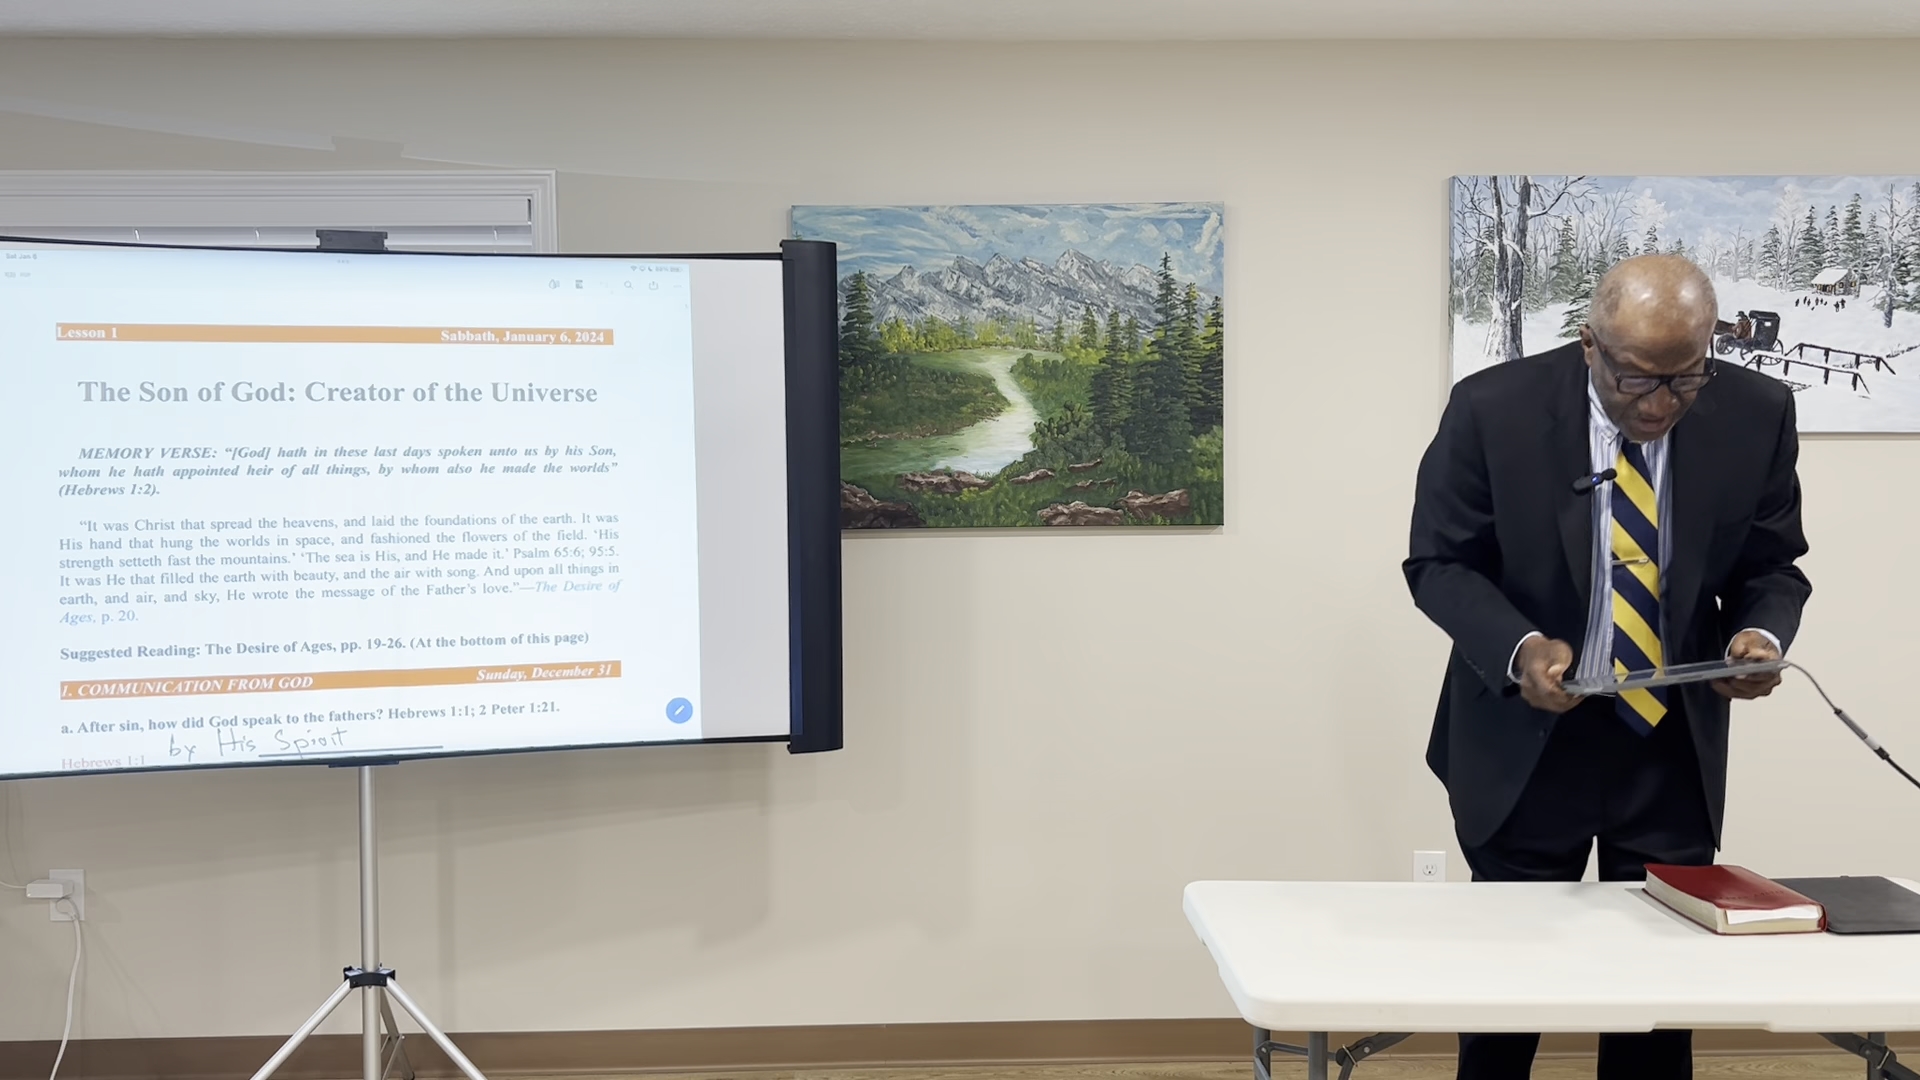 Sat Jan 6
Lesson 1 Sabbath, January 6, 2024
The Son of God: Creator of the Universe
MEMORY VERSE: “[God] hath in these last days spoken unto us by his Son,
whom he hath appointed heir of all things, by whom also he made the worlds”
(Hebrews 1:2).
“It was Christ that spread the heavens, and laid the foundations of the earth. It was
His hand that hung the worlds in space, and fashioned the flowers of the field. ‘His
strength setteth fast the mountains.’ ‘The sea is His, and He made it.’ Psalm 65:6; 95:5.
It was He that filled the earth with beauty, and the air with song. And upon all things in
earth, and air, and sky, He wrote the message of the Father’s love.”—The Desire of
Ages, p. 20.
Suggested Reading: The Desire of Ages, pp. 19-26. (At the bottom of this page)
1. COMMUNICATION FROM GOD Sunday, December 31
a. After sin, how did God speak to the fathers? Hebrews 1:1; 2 Peter 1:21.
by His Spirit
Hebrews 1:1